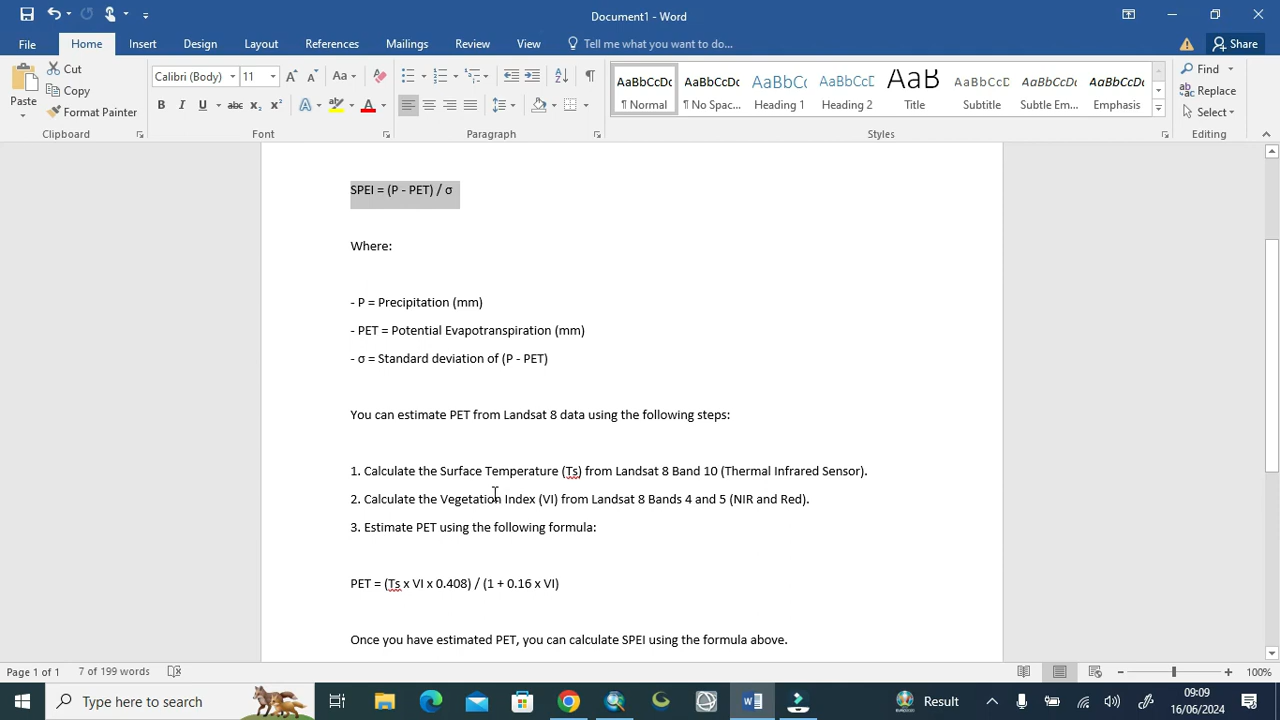 Document1 - Word
Share
File Home Insert Design Layout References Mailings Review View Tell me what you want to do...
Paste
Cut
Copy
Format Painter
Clipboard
Calibri (Body) 11
Font
Paragraph
AaBbCcDc AaBbCcDc AaBbCc AaBbCcD AaB AaBbCcD AaBbCcDc AaBbCcDc
¶ Normal ¶ No Spac... Heading 1 Heading 2 Title Subtitle Subtle Em... Emphasis
Styles
Find
Replace
Select
Editing
SPEI = (P - PET) / σ
Where:
- P = Precipitation (mm)
- PET = Potential Evapotranspiration (mm)
- σ = Standard deviation of (P - PET)
You can estimate PET from Landsat 8 data using the following steps:
1. Calculate the Surface Temperature (Ts) from Landsat 8 Band 10 (Thermal Infrared Sensor).
2. Calculate the Vegetation Index (VI) from Landsat 8 Bands 4 and 5 (NIR and Red).
3. Estimate PET using the following formula:
PET = (Ts x VI x 0.408) / (1 + 0.16 x VI)
Once you have estimated PET, you can calculate SPEI using the formula above.
Page 1 of 1 7 of 199 words
100%
Type here to search
Result
09:09
16/06/2024